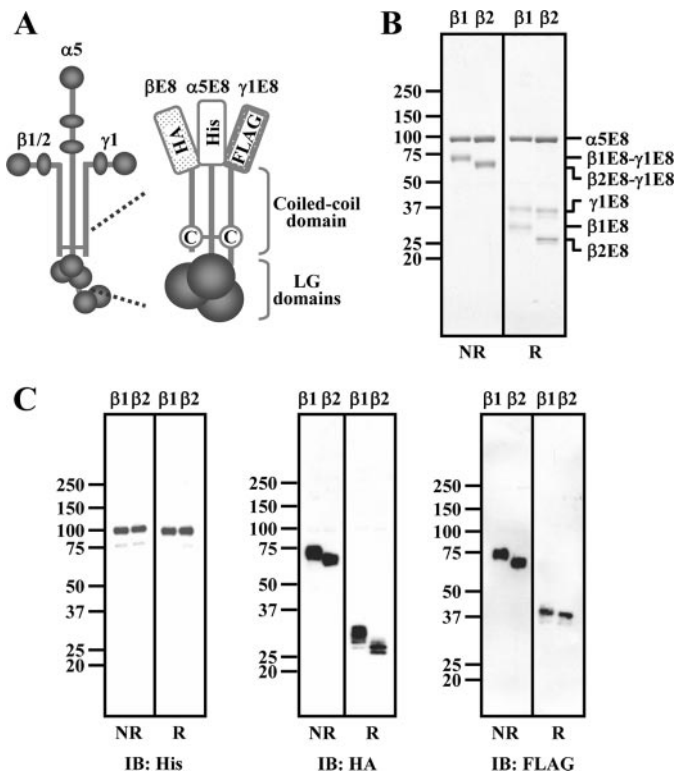 A
α5
β1/2
γ1
βE8 α5E8 γ1E8
HA
His
FLAG
C C
Coiled-coil
domain
LG
domains
B
β1 β2 β1 β2
250
150
100
75
50
37
25
20
α5E8
β1E8-γ1E8
β2E8-γ1E8
γ1E8
β1E8
β2E8
NR R
C
β1 β2 β1 β2
250
150
100
75
50
37
25
20
NR R
IB: His
β1 β2 β1 β2
250
150
100
75
50
37
25
20
NR R
IB: HA
β1 β2 β1 β2
250
150
100
75
50
37
25
20
NR R
IB: FLAG